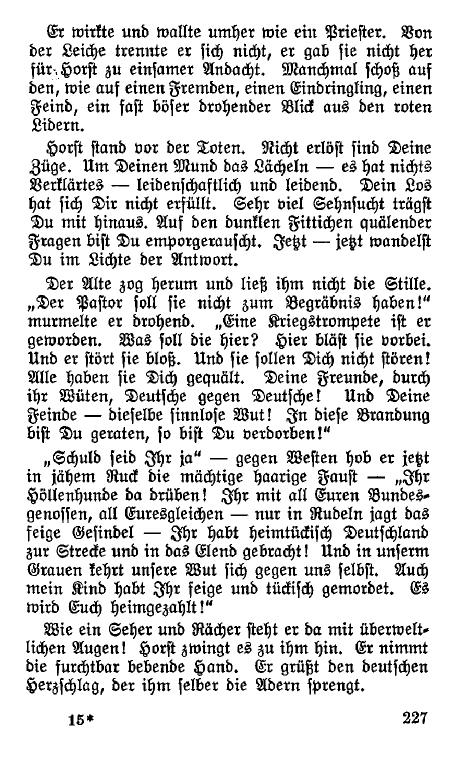 Er wirkte und wallte umher wie ein Priester. Von
der Leiche trennte er sich nicht, er gab sie nicht her
für Horst zu einsamer Andacht. Manchmal schoß auf
den, wie auf einen Fremden, einen Eindringling, einen
Feind, ein fast böser drohender Blick aus den roten
Lidern.
Horst stand vor der Toten. Nicht erlöst sind Deine
Züge. Um Deinen Mund das Lächeln — es hat nichts
Verklärtes — leidenschaftlich und leidend. Dein Los
hat sich Dir nicht erfüllt. Sehr viel Sehnsucht trägst
Du mit hinaus. Auf den dunklen Fittichen quälender
Fragen bist Du emporgerauscht. Jetzt — jetzt wandelst
Du im Lichte der Antwort.
Der Alte zog herum und ließ ihm nicht die Stille.
„Der Pastor soll sie nicht zum Begräbnis haben!“
murmelte er drohend. „Eine Kriegstrompete ist er
geworden. Was soll die hier? Hier bläst sie vorbei.
Und er stört sie bloß. Und sie sollen Dich nicht stören!
Alle haben sie Dich gequält. Deine Freunde, durch
ihr Wüten, Deutsche gegen Deutsche! Und Deine
Feinde — dieselbe sinnlose Wut! In diese Brandung
bist Du geraten, so bist Du verdorben!“
„Schuld seid Ihr ja“ — gegen Westen hob er jetzt
in jähem Ruck die mächtige haarige Faust — „Ihr
Höllenhunde da drüben! Ihr mit all Euren Bundes-
genossen, all Euresgleichen — nur in Rudeln jagt das
feige Gesindel — Ihr habt heimtückisch Deutschland
zur Strecke und in das Elend gebracht! Und in unserm
Grauen kehrt unsere Wut sich gegen uns selbst. Auch
mein Kind habt Ihr feige und tückisch gemordet. Es
wird Euch heimgezahlt!“
Wie ein Seher und Rächer steht er da mit überwelt-
lichen Augen! Horst zwingt es zu ihm hin. Er nimmt
die furchtbar bebende Hand. Er grüßt den deutschen
Herzschlag, der ihm selber die Adern sprengt.
15* 227